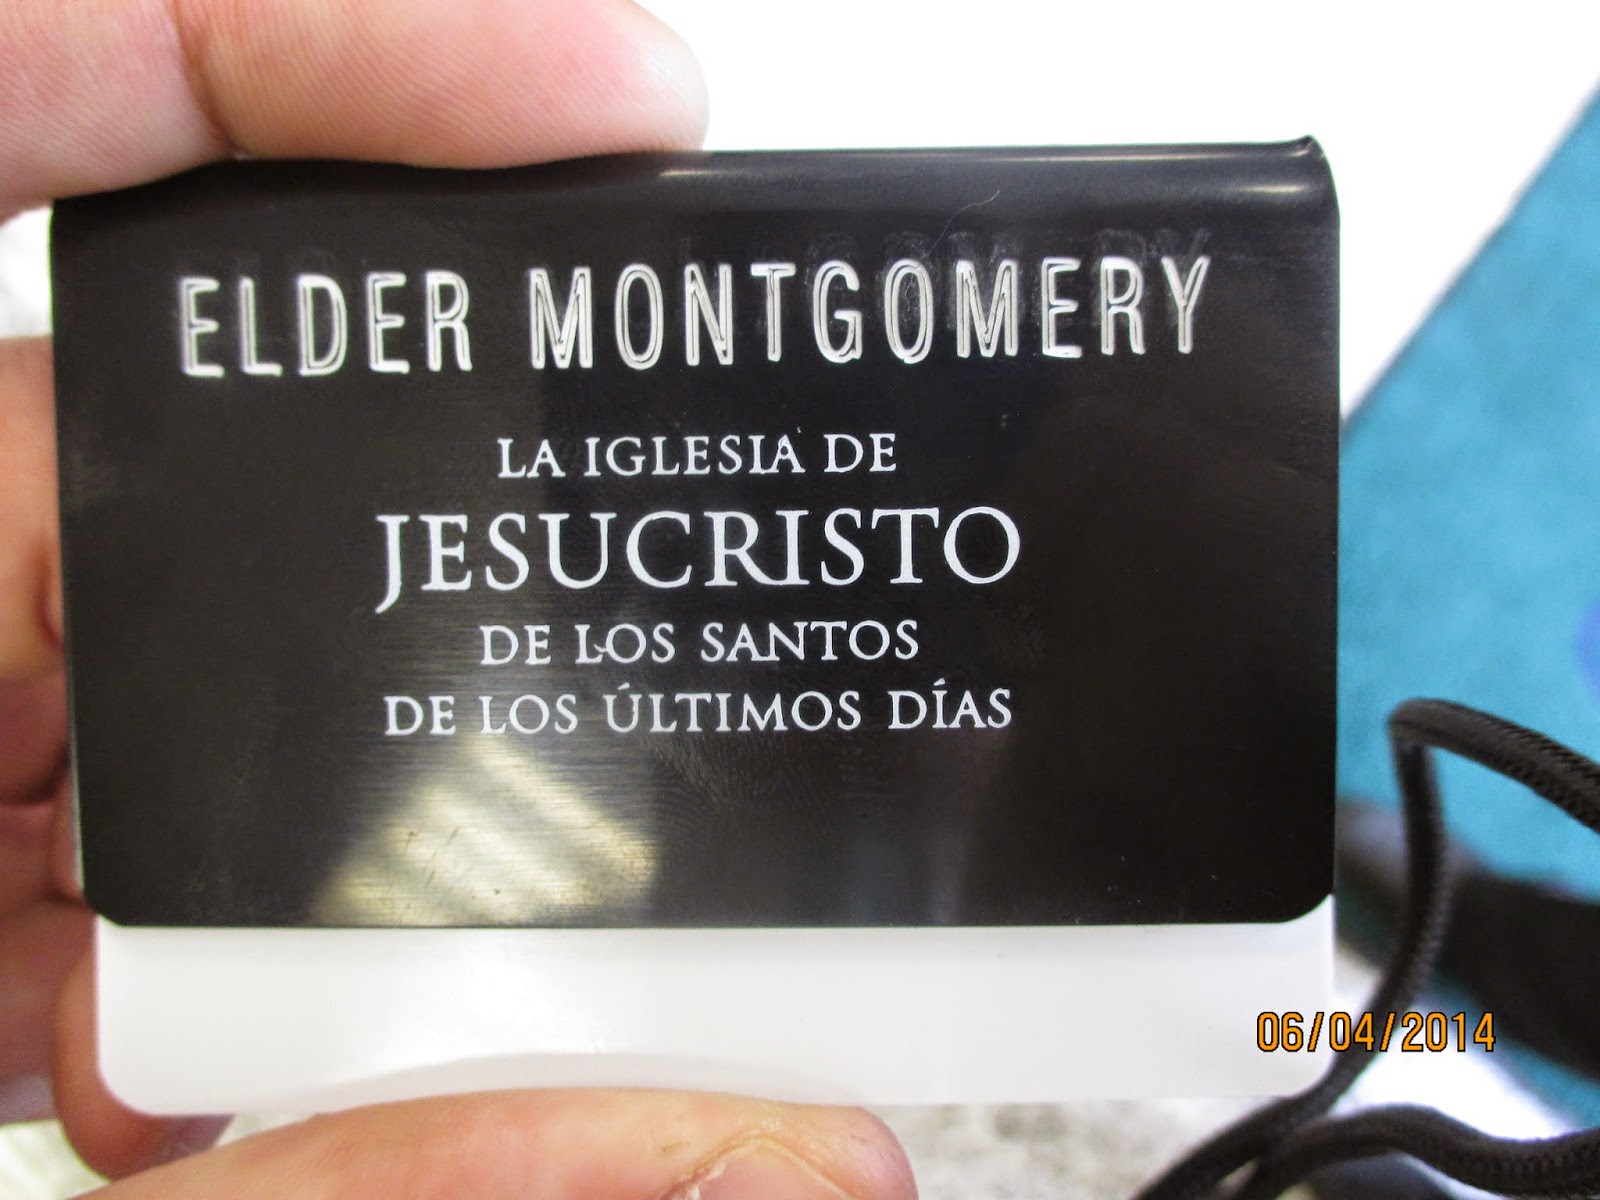 ELDER MONTGOMERY
LA IGLESIA DE
JESUCRISTO
DE LOS SANTOS
DE LOS ÚLTIMOS DÍAS
06/04/2014